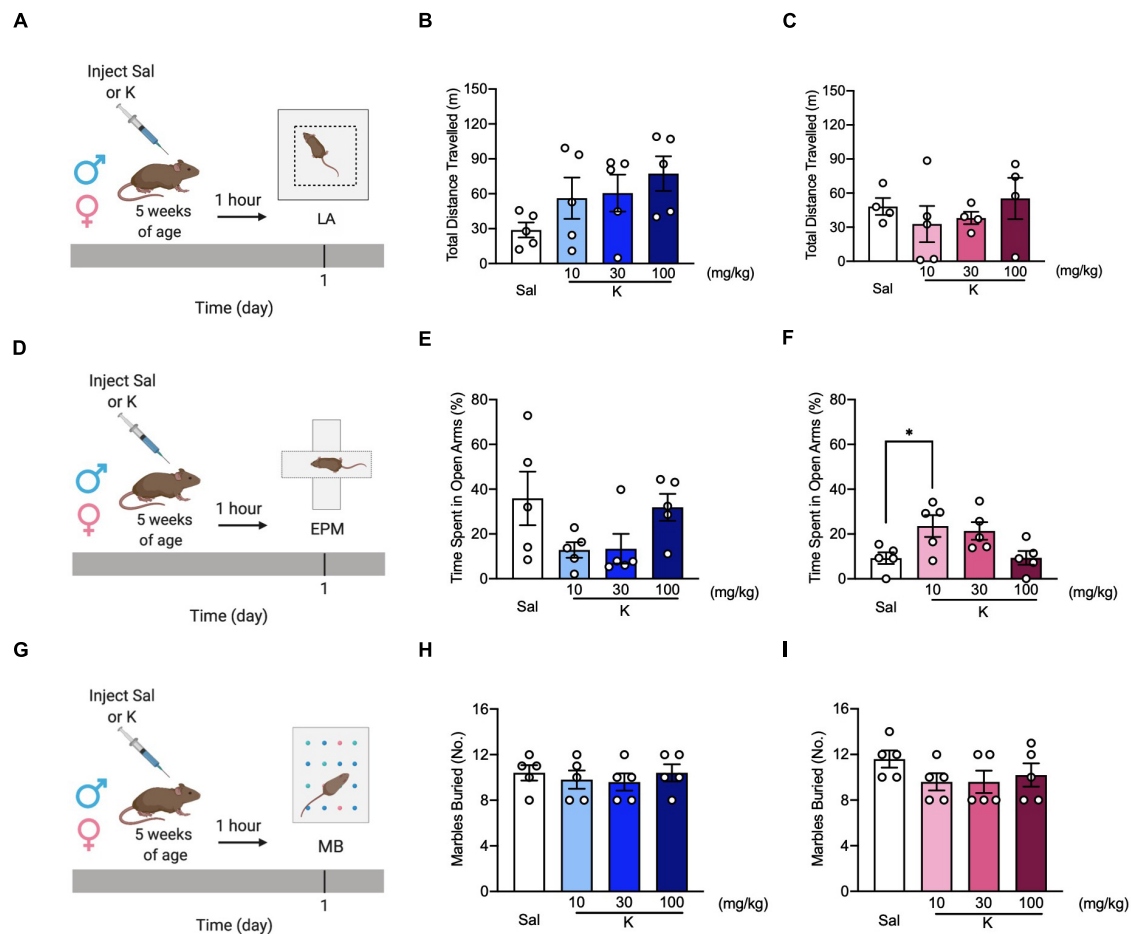 A
Inject Sal
or K
5 weeks
of age
1 hour
LA
1
Time (day)
B
Total Distance Travelled (m)
150
120
90
60
30
0
Sal
10
30
100
(mg/kg)
K
C
Total Distance Travelled (m)
150
120
90
60
30
0
Sal
10
30
100
(mg/kg)
K
D
Inject Sal
or K
5 weeks
of age
1 hour
EPM
1
Time (day)
E
Time Spent in Open Arms (%)
80
60
40
20
0
Sal
10
30
100
(mg/kg)
K
F
Time Spent in Open Arms (%)
80
60
40
20
0
*
Sal
10
30
100
(mg/kg)
K
G
Inject Sal
or K
5 weeks
of age
1 hour
MB
1
Time (day)
H
Marbles Buried (No.)
16
12
8
4
0
Sal
10
30
100
(mg/kg)
K
I
Marbles Buried (No.)
16
12
8
4
0
Sal
10
30
100
(mg/kg)
K